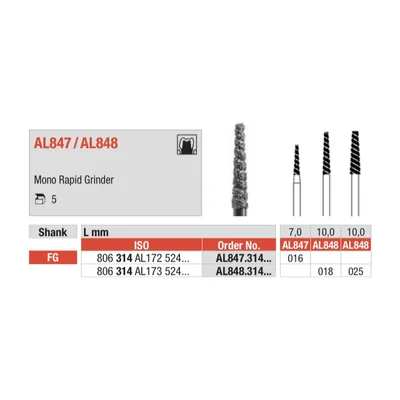 AL847 / AL848
Mono Rapid Grinder
5
Shank L mm 7,0 10,0 10,0
ISO Order No. AL847 AL848 AL848
FG 806 314 AL172 524... AL847.314... 016
806 314 AL173 524... AL848.314... 018 025